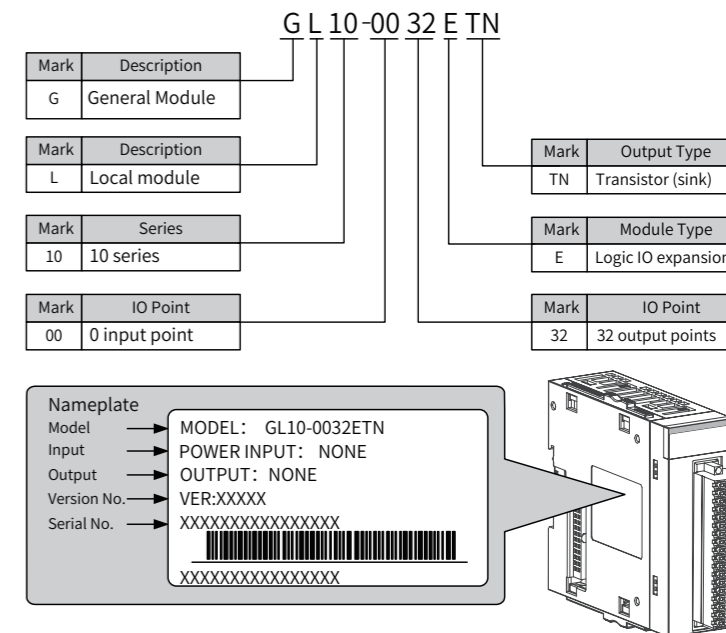 GL10-0032ETN
Mark Description
G General Module
Mark Description
L Local module
Mark Series
10 10 series
Mark IO Point
00 0 input point
Mark Output Type
TN Transistor (sink)
Mark Module Type
E Logic IO expansion
Mark IO Point
32 32 output points
Nameplate
Model
Input
Output
Version No.
Serial No.
MODEL: GL10-0032ETN
POWER INPUT: NONE
OUTPUT: NONE
VER:XXXXX
XXXXXXXXXXXXXXXX
XXXXXXXXXXXXXXXX